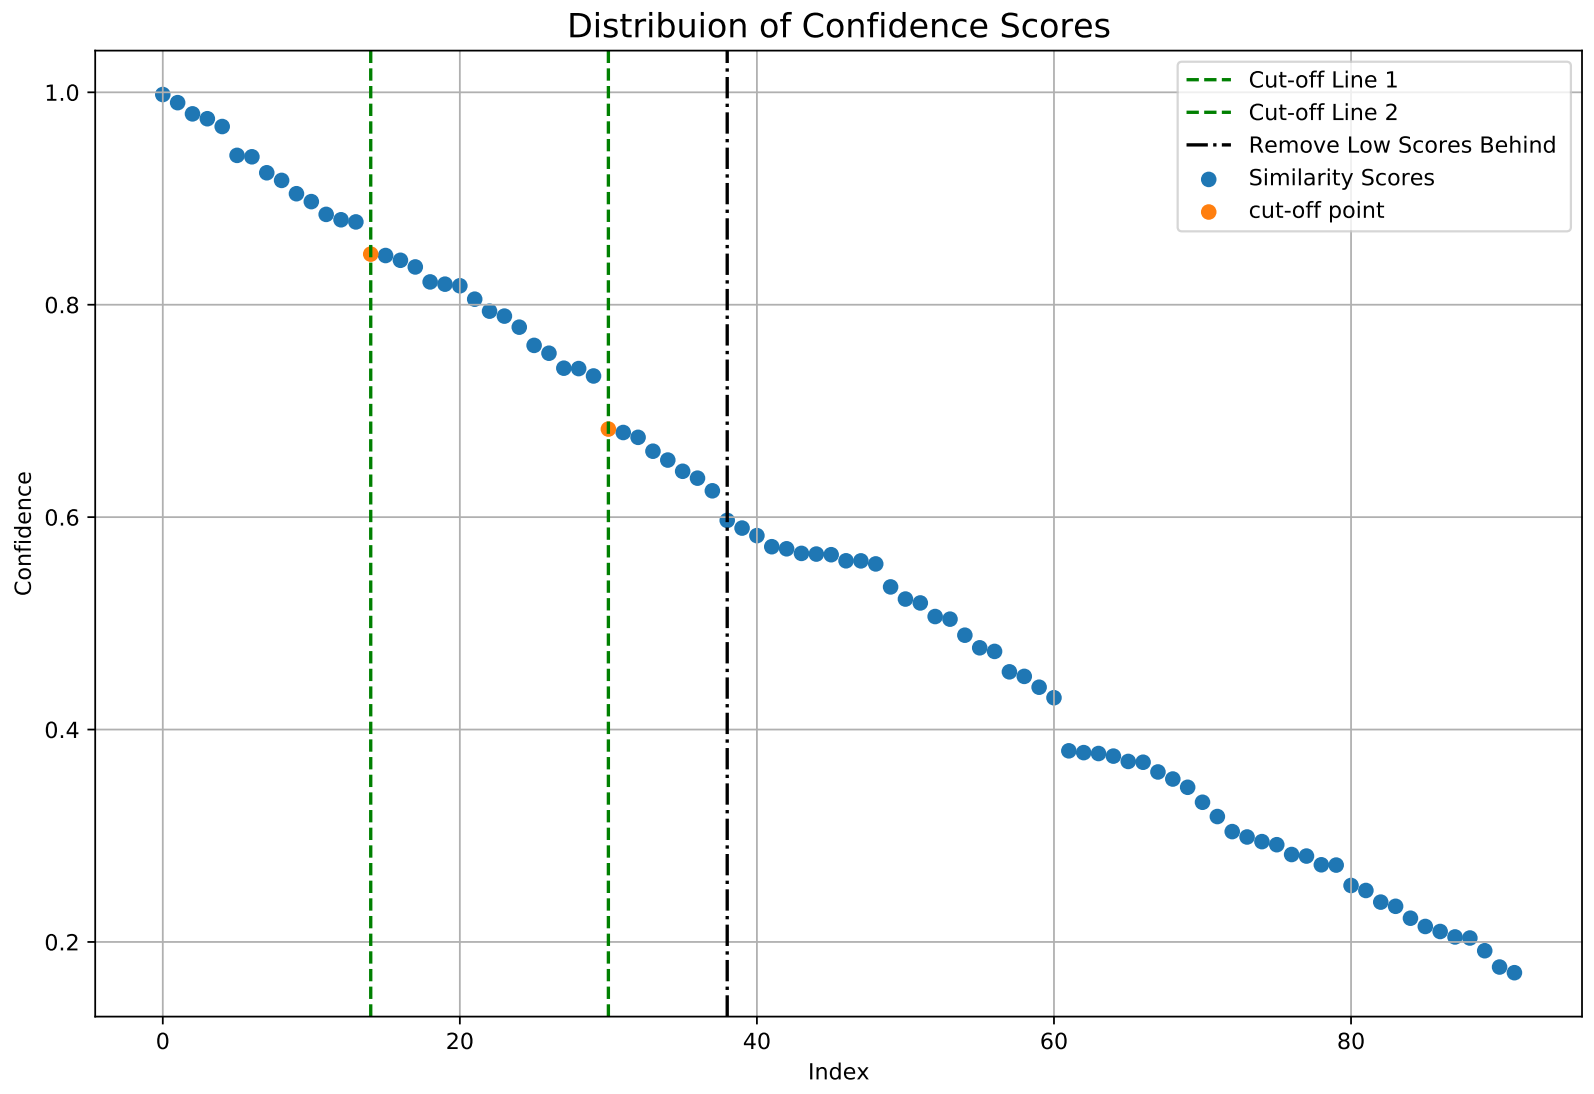 Distribuion of Confidence Scores
Cut-off Line 1
Cut-off Line 2
Remove Low Scores Behind
Similarity Scores
cut-off point
1.0
0.8
0.6
0.4
0.2
Confidence
0 20 40 60 80
Index